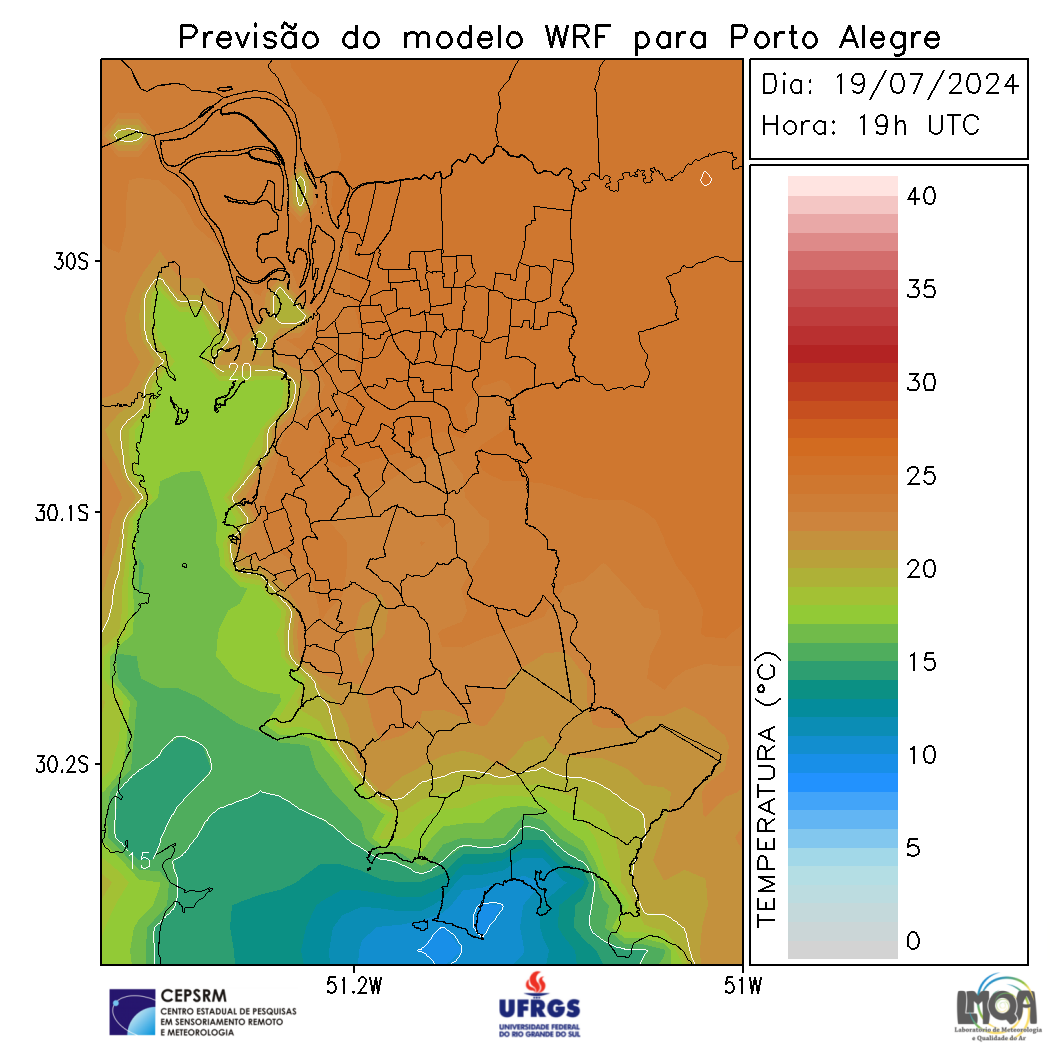 Previsão do modelo WRF para Porto Alegre
Dia: 19/07/2024
Hora: 19h UTC
40
35
30
25
20
15
10
5
0
TEMPERATURA (°C)
30S
30.1S
30.2S
20
15
51.2W
51W
CEPSRM
CENTRO ESTADUAL DE PESQUISAS
EM SENSORIAMENTO REMOTO
E METEOROLOGIA
UFRGS
UNIVERSIDADE FEDERAL
DO RIO GRANDE DO SUL
LMQA
Laboratório de Meteorologia
e Qualidade do Ar